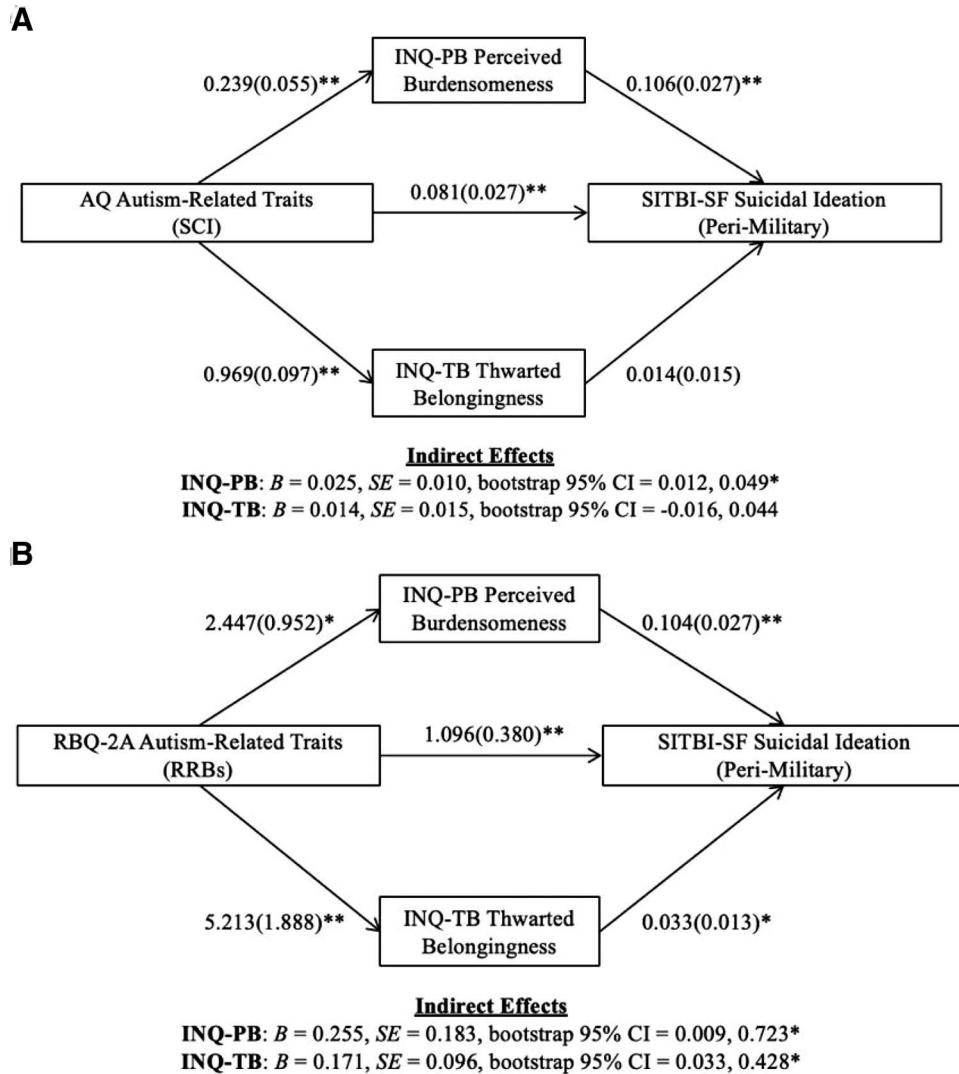 A
INQ-PB Perceived
Burdensomeness
0.239(0.055)**
0.106(0.027)**
AQ Autism-Related Traits
(SCI)
0.081(0.027)**
SITBI-SF Suicidal Ideation
(Peri-Military)
0.969(0.097)**
INQ-TB Thwarted
Belongingness
0.014(0.015)
Indirect Effects
INQ-PB: B = 0.025, SE = 0.010, bootstrap 95% CI = 0.012, 0.049*
INQ-TB: B = 0.014, SE = 0.015, bootstrap 95% CI = -0.016, 0.044
B
INQ-PB Perceived
Burdensomeness
2.447(0.952)*
0.104(0.027)**
RBQ-2A Autism-Related Traits
(RRBs)
1.096(0.380)**
SITBI-SF Suicidal Ideation
(Peri-Military)
5.213(1.888)**
INQ-TB Thwarted
Belongingness
0.033(0.013)*
Indirect Effects
INQ-PB: B = 0.255, SE = 0.183, bootstrap 95% CI = 0.009, 0.723*
INQ-TB: B = 0.171, SE = 0.096, bootstrap 95% CI = 0.033, 0.428*